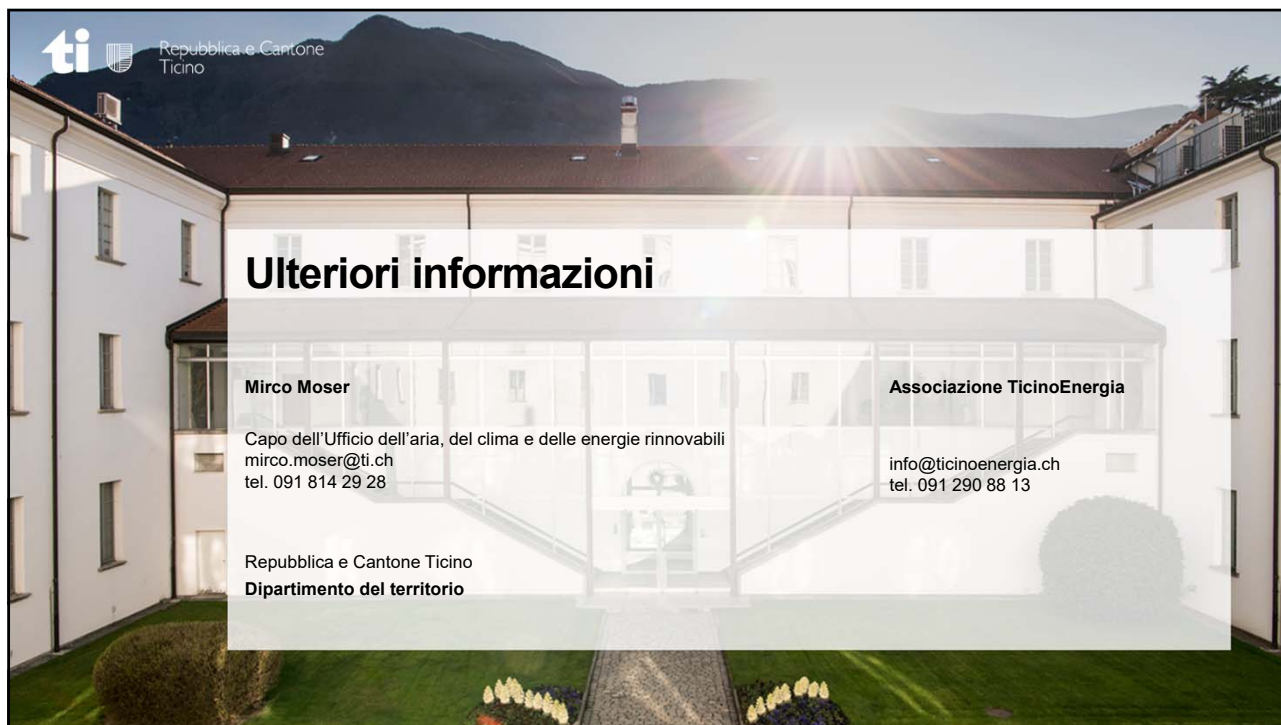 ti
Repubblica e Cantone
Ticino
Ulteriori informazioni
Mirco Moser
Capo dell'Ufficio dell'aria, del clima e delle energie rinnovabili
mirco.moser@ti.ch
tel. 091 814 29 28
Repubblica e Cantone Ticino
Dipartimento del territorio
Associazione TicinoEnergia
info@ticinoenergia.ch
tel. 091 290 88 13